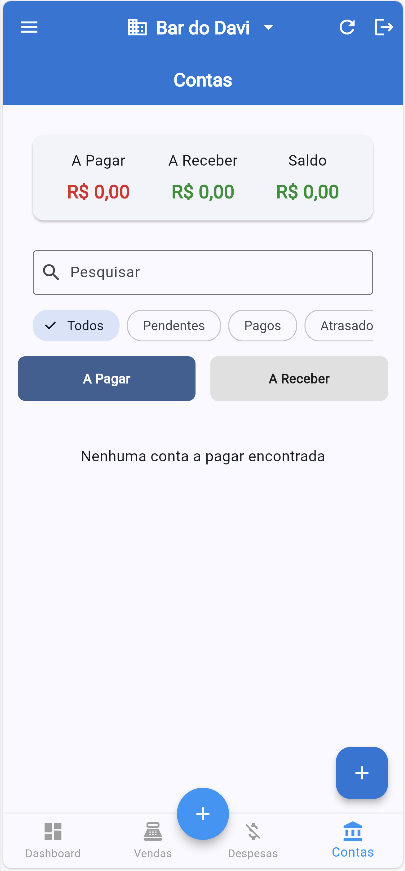 Bar do Davi
Contas
A Pagar A Receber Saldo
R$ 0,00 R$ 0,00 R$ 0,00
Pesquisar
Todos Pendentes Pagos Atrasado
A Pagar A Receber
Nenhuma conta a pagar encontrada
Dashboard Vendas Despesas Contas